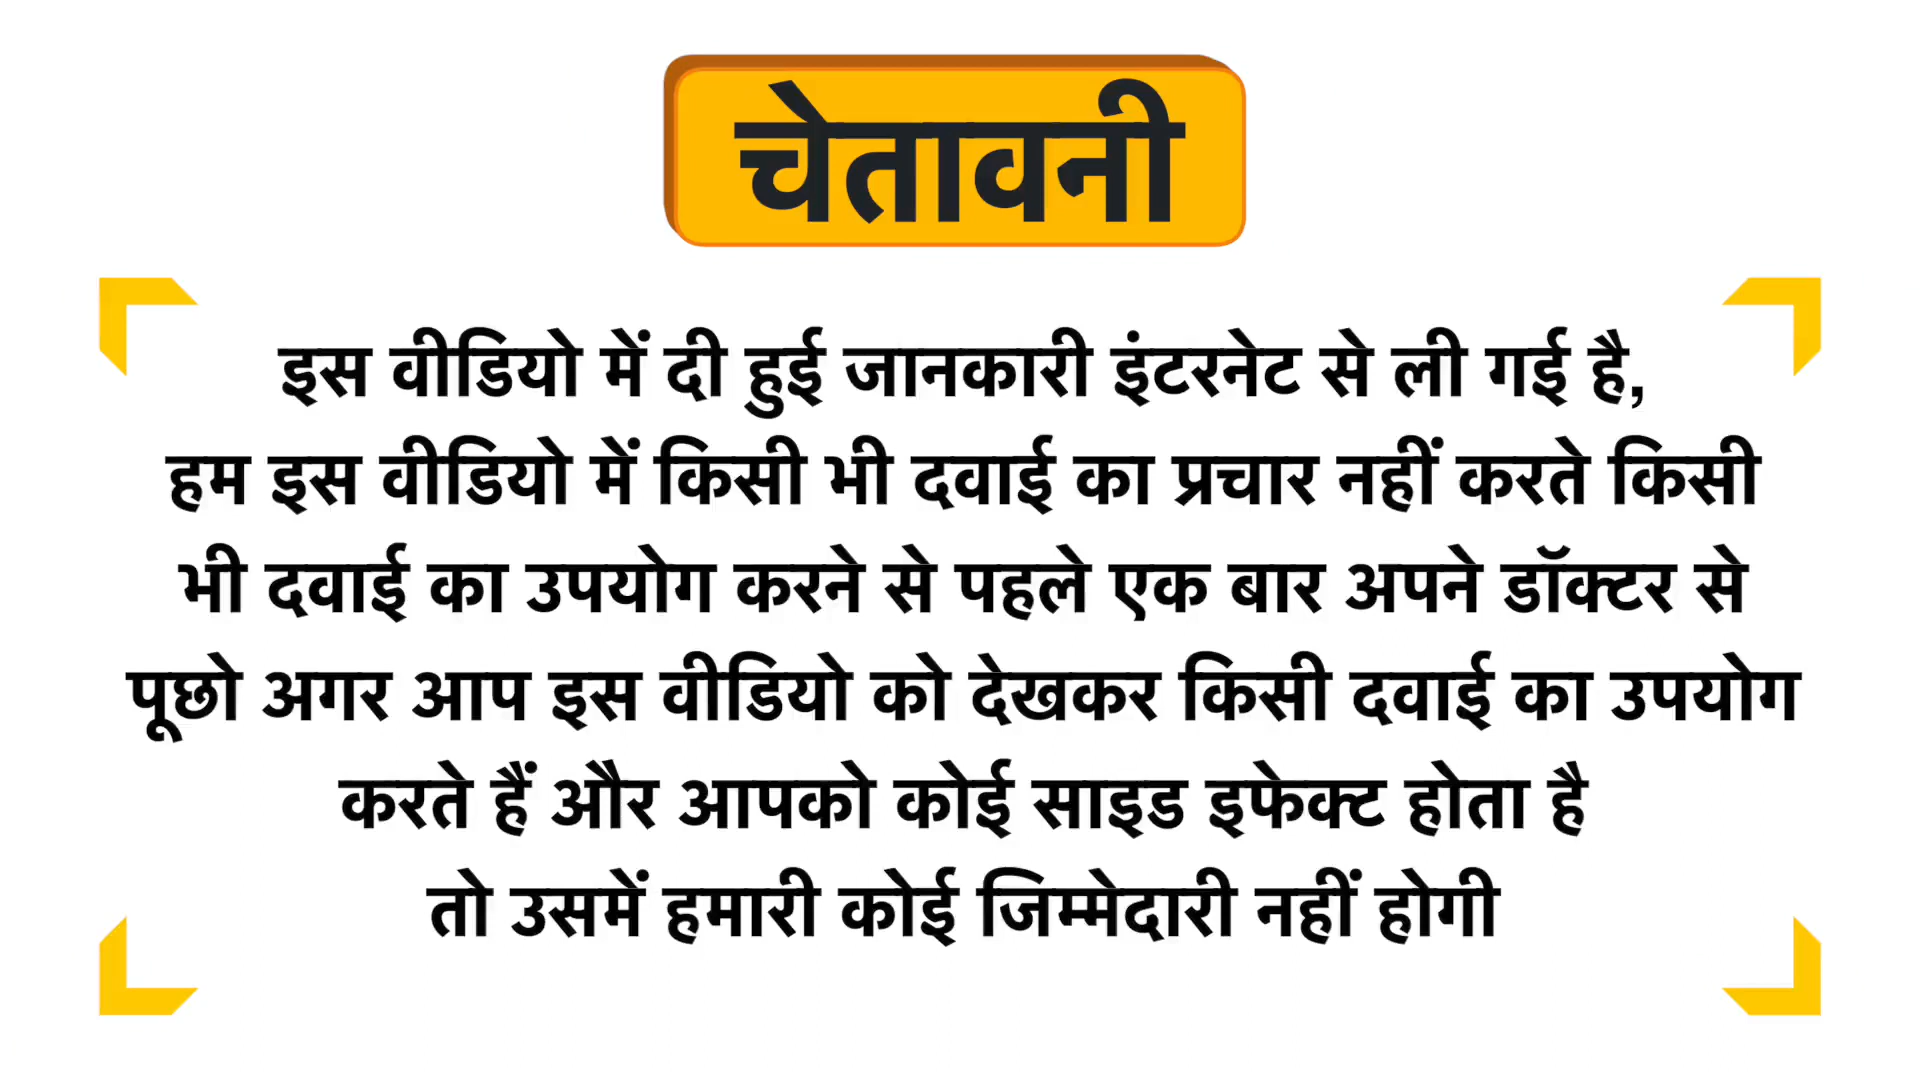 चेतावनी
इस वीडियो में दी हुई जानकारी इंटरनेट से ली गई है,
हम इस वीडियो में किसी भी दवाई का प्रचार नहीं करते किसी
भी दवाई का उपयोग करने से पहले एक बार अपने डॉक्टर से
पूछो अगर आप इस वीडियो को देखकर किसी दवाई का उपयोग
करते हैं और आपको कोई साइड इफेक्ट होता है
तो उसमें हमारी कोई जिम्मेदारी नहीं होगी